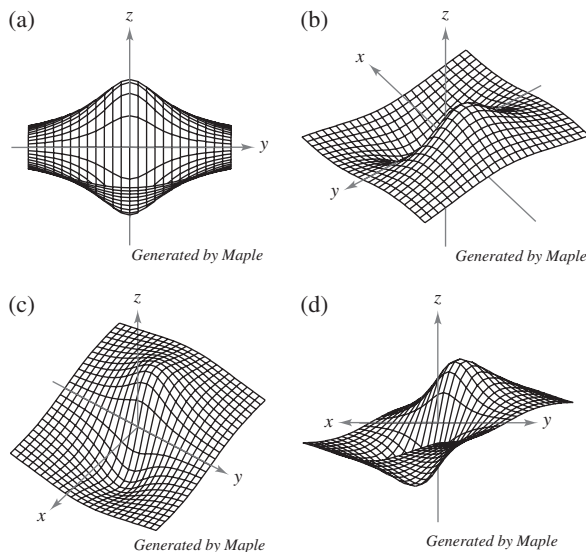 (a)
z
y
Generated by Maple
(b)
z
x
y
Generated by Maple
(c)
z
y
x
Generated by Maple
(d)
z
x
y
Generated by Maple